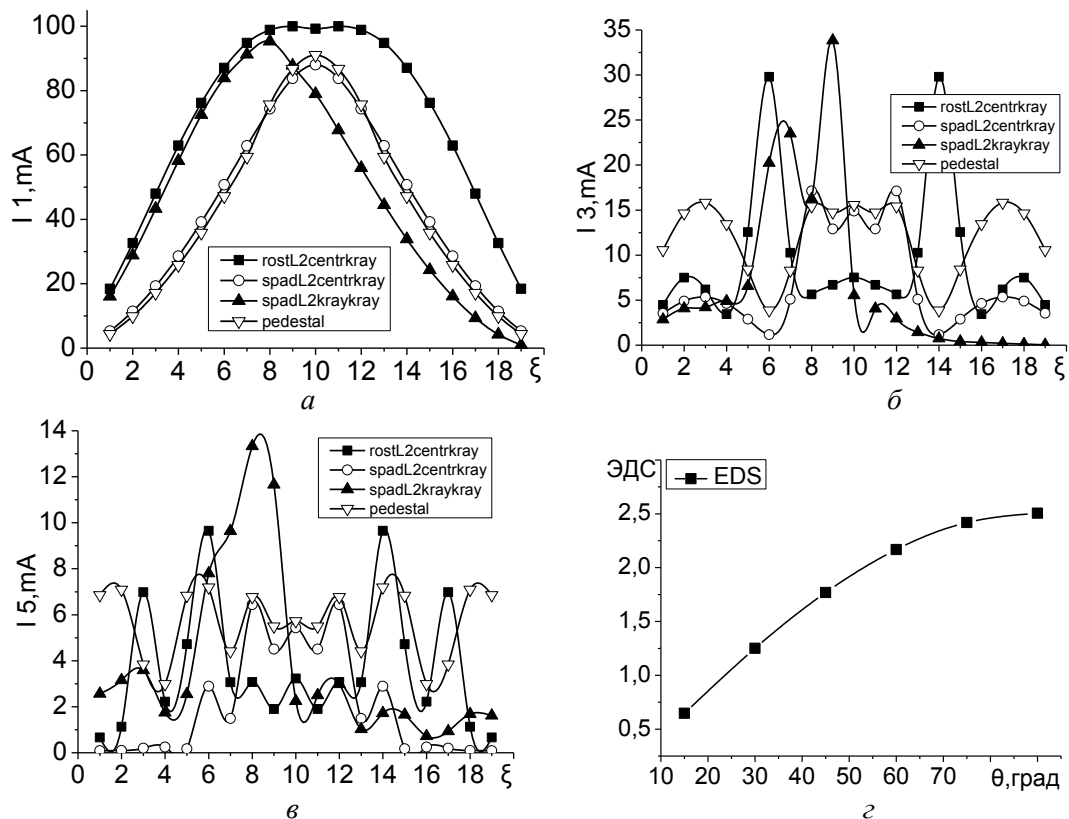 I 1,mA
100
80
60
40
20
0
rostL2centrkray
spadL2centrkray
spadL2kraykray
pedestal
0 2 4 6 8 10 12 14 16 18 ξ
а
I 3,mA
35
30
25
20
15
10
5
0
rostL2centrkray
spadL2centrkray
spadL2kraykray
pedestal
0 2 4 6 8 10 12 14 16 18 ξ
б
I 5,mA
14
12
10
8
6
4
2
0
rostL2centrkray
spadL2centrkray
spadL2kraykray
pedestal
0 2 4 6 8 10 12 14 16 18 ξ
в
ЭДС
EDS
2,5
2,0
1,5
1,0
0,5
10 20 30 40 50 60 70 θ,град
г